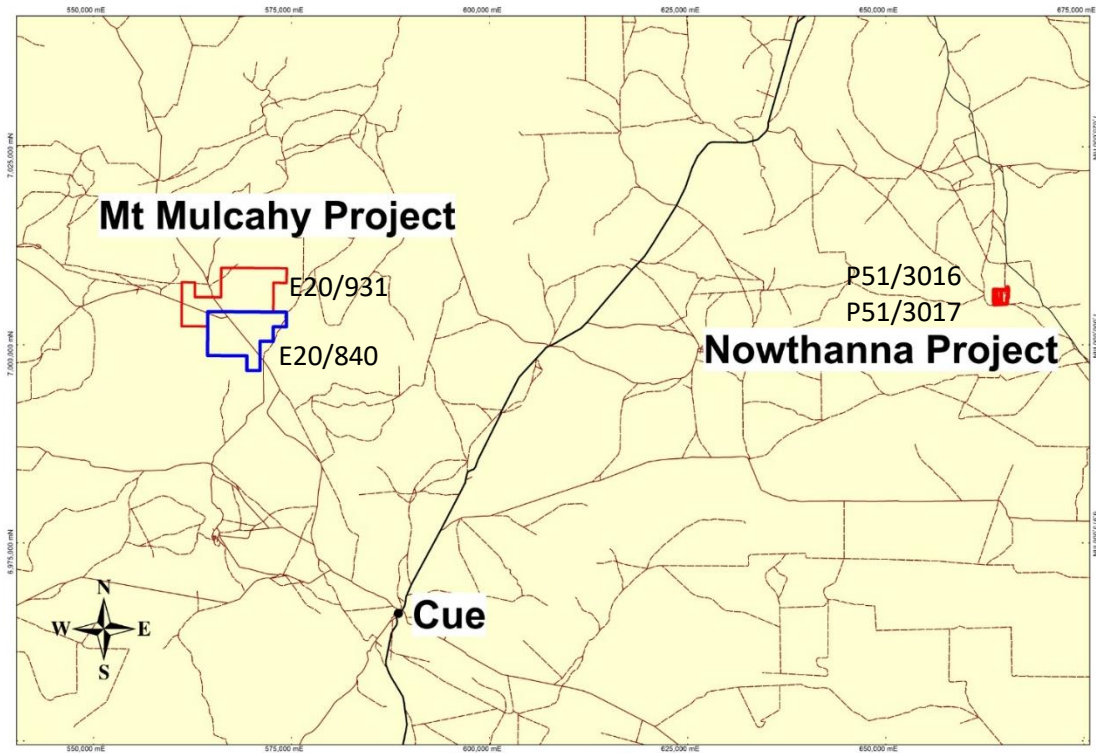 550,000 mE
575,000 mE
600,000 mE
625,000 mE
650,000 mE
675,000 mE
7,025,000 mN
Mt Mulcahy Project
E20/931
P51/3016
P51/3017
7,000,000 mN
Nowthanna Project
E20/840
6,975,000 mN
N
W
E
S
Cue
550,000 mE
575,000 mE
600,000 mE
625,000 mE
650,000 mE